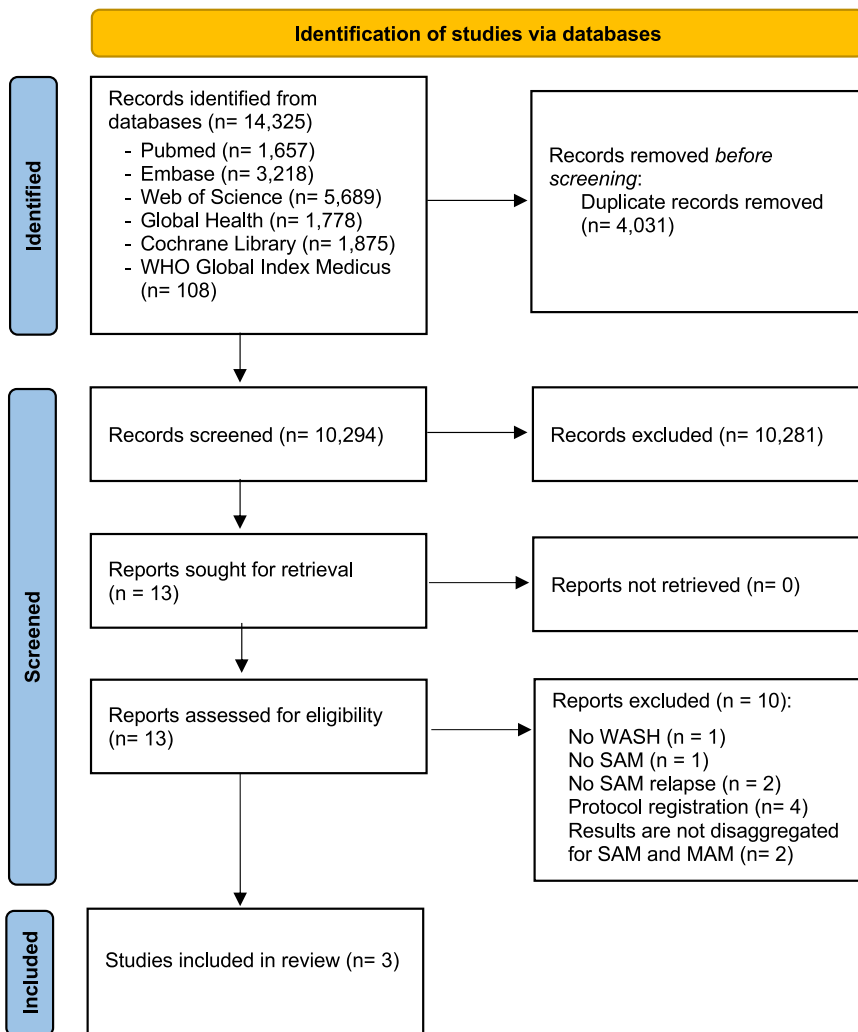 Identification of studies via databases
Identified
Records identified from
databases (n= 14,325)
- Pubmed (n= 1,657)
- Embase (n= 3,218)
- Web of Science (n= 5,689)
- Global Health (n= 1,778)
- Cochrane Library (n= 1,875)
- WHO Global Index Medicus
(n= 108)
Records removed before
screening:
Duplicate records removed
(n= 4,031)
Screened
Records screened (n= 10,294)
Records excluded (n= 10,281)
Reports sought for retrieval
(n = 13)
Reports not retrieved (n= 0)
Reports assessed for eligibility
(n= 13)
Reports excluded (n = 10):
No WASH (n = 1)
No SAM (n = 1)
No SAM relapse (n = 2)
Protocol registration (n= 4)
Results are not disaggregated
for SAM and MAM (n= 2)
Included
Studies included in review (n= 3)